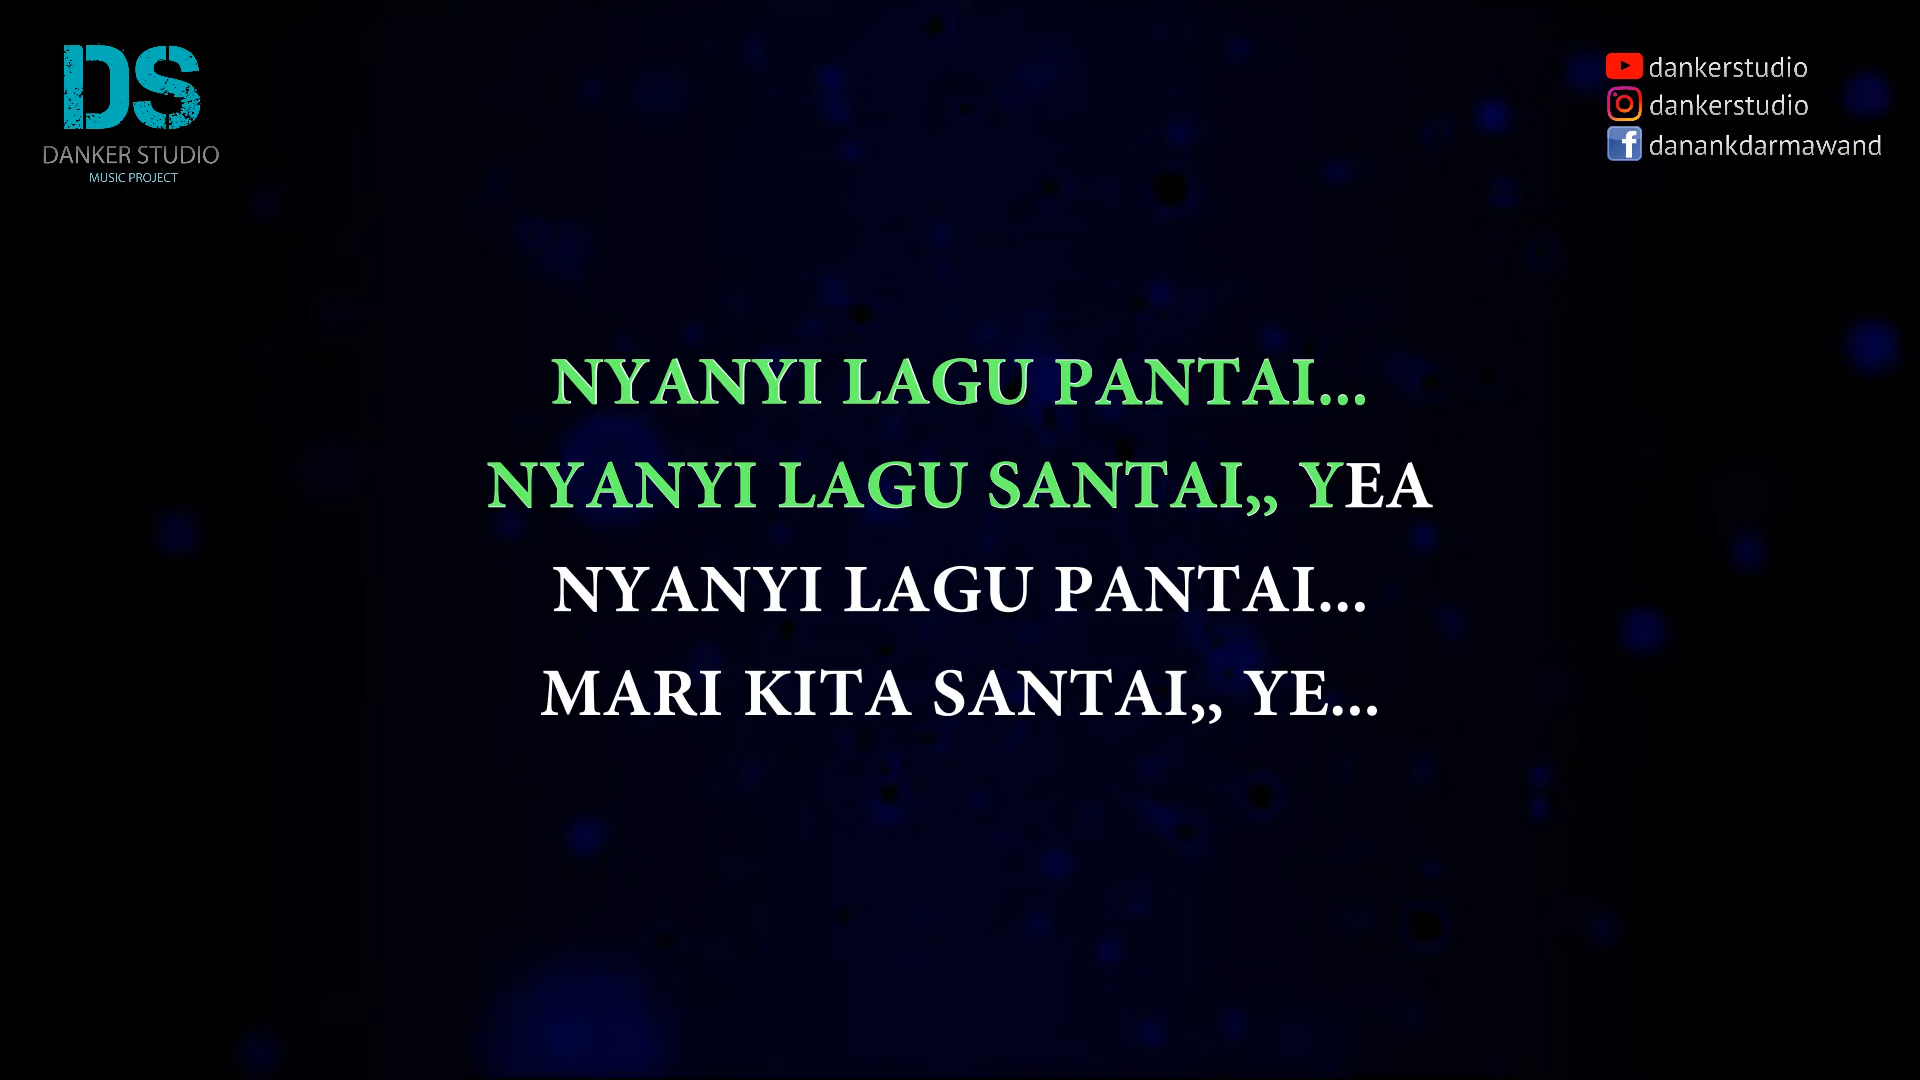 DS
DANKER STUDIO
MUSIC PROJECT
dankerstudio
dankerstudio
danankdarmawand
NYANYI LAGU PANTAI...
NYANYI LAGU SANTAI,, YEA
NYANYI LAGU PANTAI...
MARI KITA SANTAI,, YE...